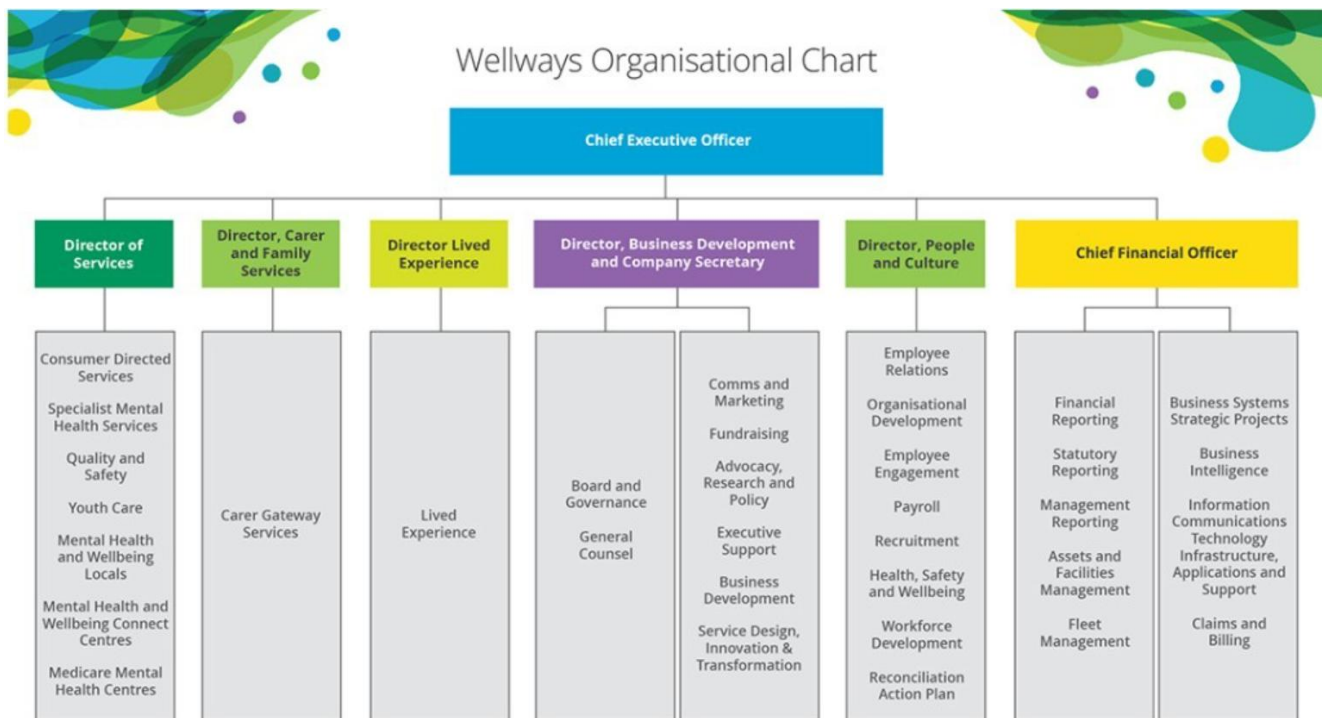 Wellways Organisational Chart
Chief Executive Officer
Director of
Services
Director, Carer
and Family
Services
Director Lived
Experience
Director, Business Development
and Company Secretary
Director, People
and Culture
Chief Financial Officer
Consumer Directed
Services
Specialist Mental
Health Services
Quality and
Safety
Youth Care
Mental Health
and Wellbeing
Locals
Mental Health and
Wellbeing Connect
Centres
Medicare Mental
Health Centres
Carer Gateway
Services
Lived
Experience
Board and
Governance
General
Counsel
Comms and
Marketing
Fundraising
Advocacy,
Research and
Policy
Executive
Support
Business
Development
Service Design,
Innovation &
Transformation
Employee
Relations
Organisational
Development
Employee
Engagement
Payroll
Recruitment
Health, Safety
and Wellbeing
Workforce
Development
Reconciliation
Action Plan
Financial
Reporting
Statutory
Reporting
Management
Reporting
Assets and
Facilities
Management
Fleet
Management
Business Systems
Strategic Projects
Business
Intelligence
Information
Communications
Technology
Infrastructure,
Applications and
Support
Claims and
Billing